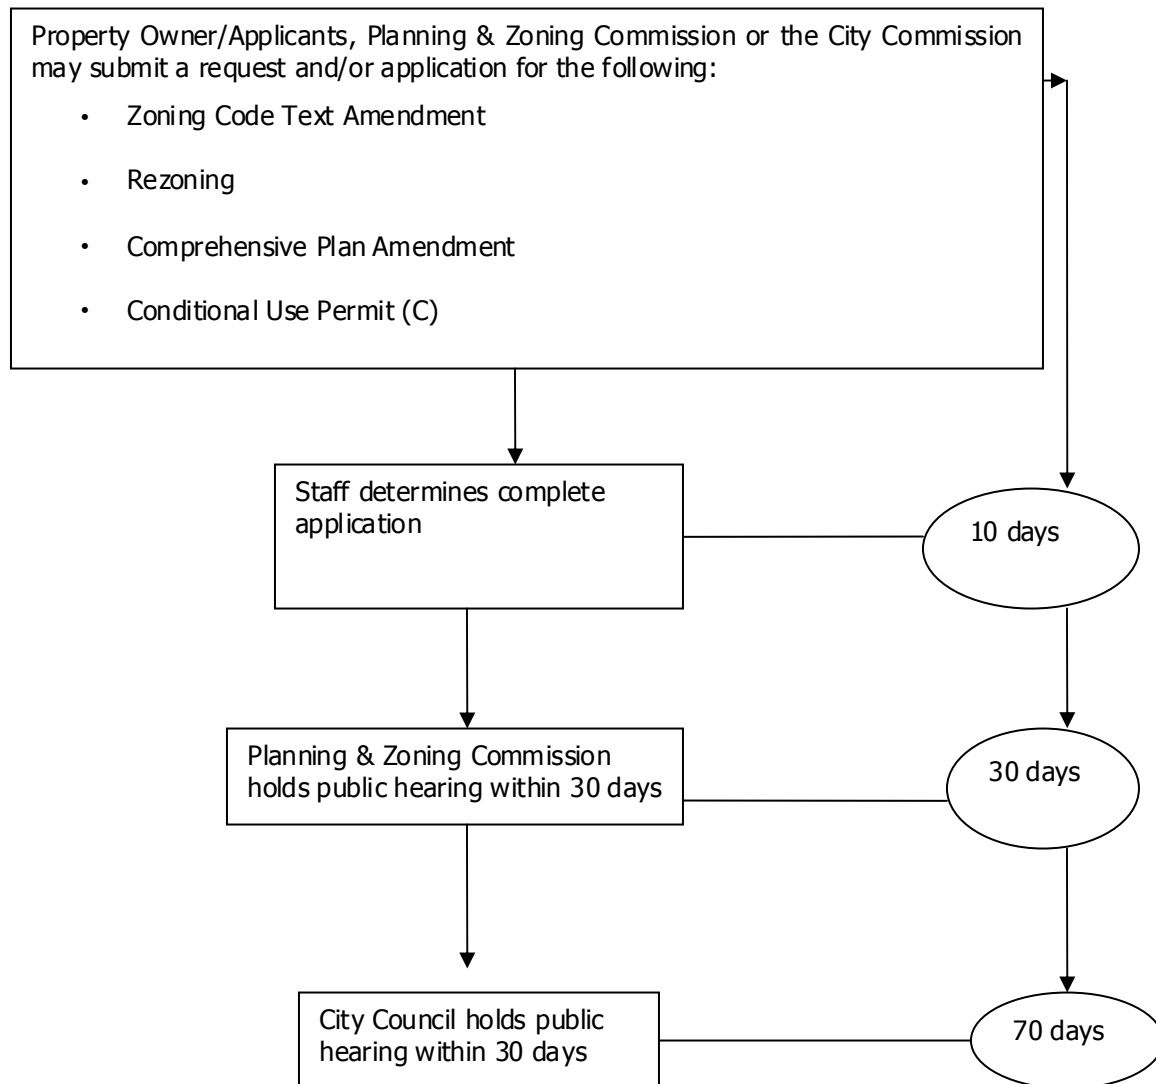 Property Owner/Applicants, Planning & Zoning Commission or the City Commission
may submit a request and/or application for the following:
• Zoning Code Text Amendment
• Rezoning
• Comprehensive Plan Amendment
• Conditional Use Permit (C)
Staff determines complete
application
10 days
Planning & Zoning Commission
holds public hearing within 30 days
30 days
City Council holds public
hearing within 30 days
70 days